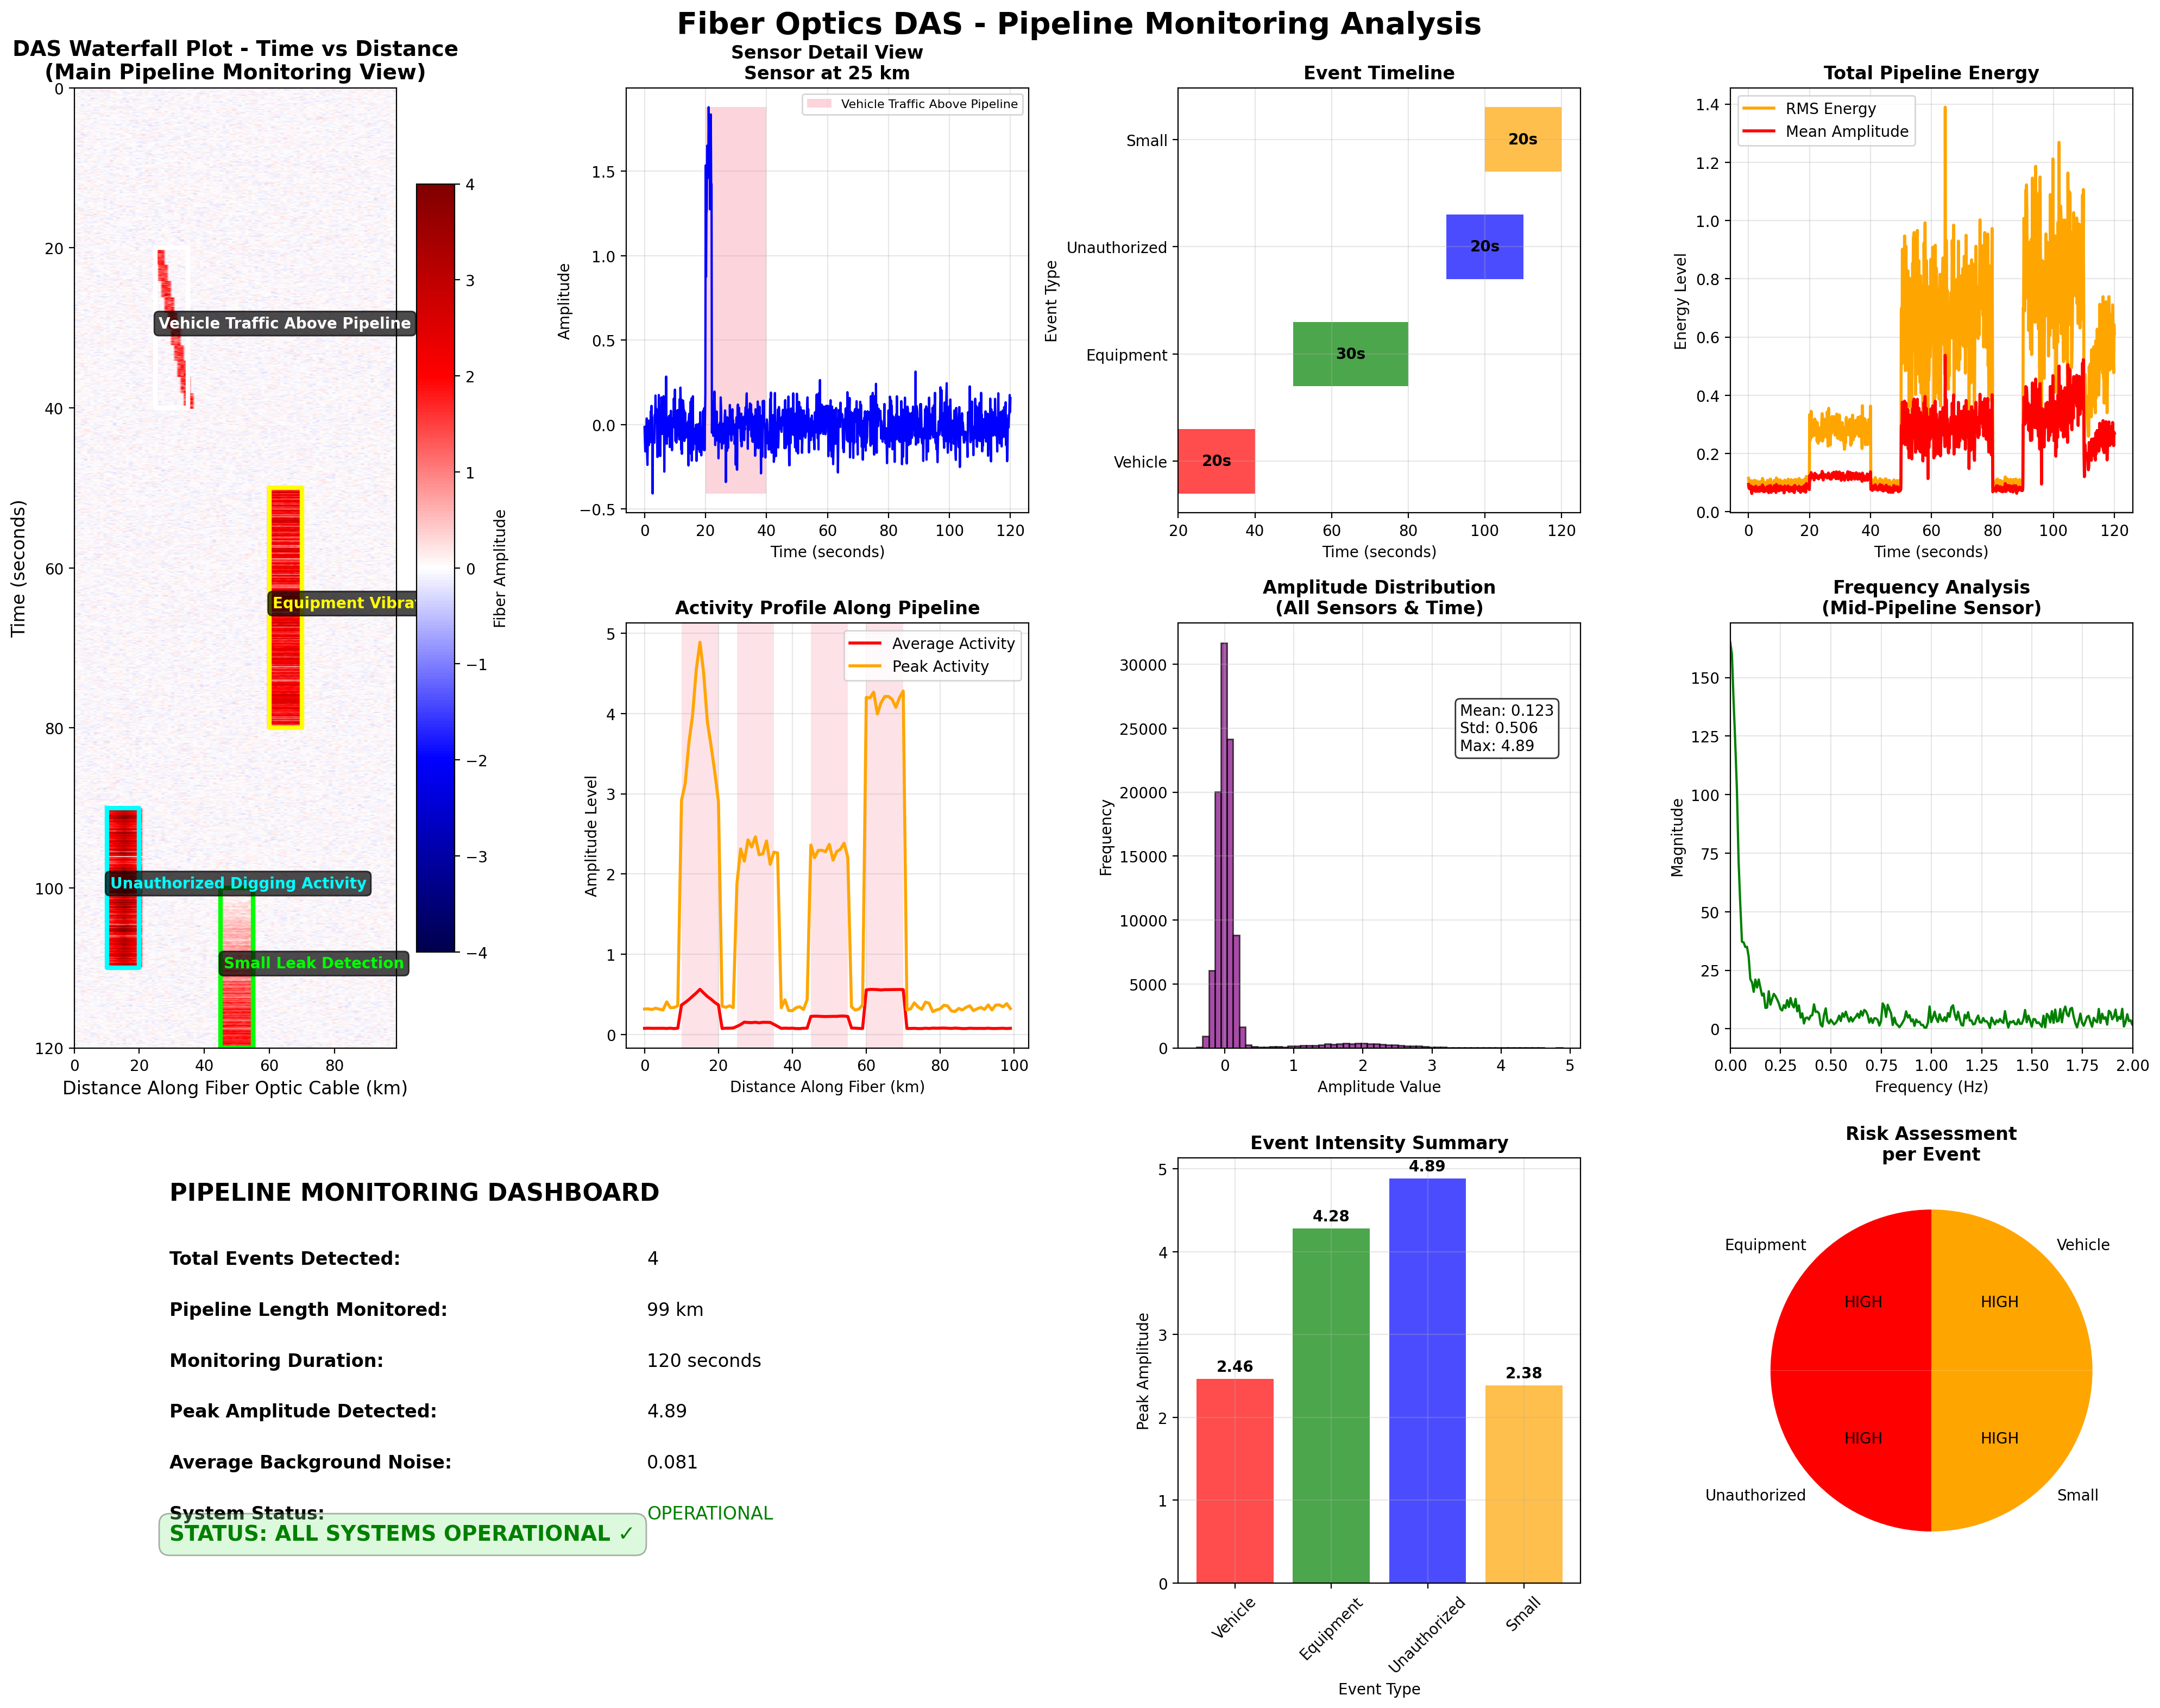 Fiber Optics DAS - Pipeline Monitoring Analysis
DAS Waterfall Plot - Time vs Distance
(Main Pipeline Monitoring View)
0
20
40
60
80
100
120
Time (seconds)
Vehicle Traffic Above Pipeline
Equipment Vibrat
Unauthorized Digging Activity
Small Leak Detection
0
20
40
60
80
Distance Along Fiber Optic Cable (km)
4
3
2
1
0
−1
−2
−3
−4
Fiber Amplitude
Sensor Detail View
Sensor at 25 km
Vehicle Traffic Above Pipeline
1.5
1.0
0.5
0.0
−0.5
Amplitude
0
20
40
60
80
100
120
Time (seconds)
Event Timeline
Small
Unauthorized
Equipment
Vehicle
Event Type
20s
20s
30s
20s
20
40
60
80
100
120
Time (seconds)
Total Pipeline Energy
RMS Energy
Mean Amplitude
1.4
1.2
1.0
0.8
0.6
0.4
0.2
0.0
Energy Level
0
20
40
60
80
100
120
Time (seconds)
Activity Profile Along Pipeline
Average Activity
Peak Activity
5
4
3
2
1
0
Amplitude Level
0
20
40
60
80
100
Distance Along Fiber (km)
Amplitude Distribution
(All Sensors & Time)
Mean: 0.123
Std: 0.506
Max: 4.89
30000
25000
20000
15000
10000
5000
0
Frequency
0
1
2
3
4
5
Amplitude Value
Frequency Analysis
(Mid-Pipeline Sensor)
150
125
100
75
50
25
0
Magnitude
0.00
0.25
0.50
0.75
1.00
1.25
1.50
1.75
2.00
Frequency (Hz)
PIPELINE MONITORING DASHBOARD
Total Events Detected: 4
Pipeline Length Monitored: 99 km
Monitoring Duration: 120 seconds
Peak Amplitude Detected: 4.89
Average Background Noise: 0.081
System Status: OPERATIONAL
STATUS: ALL SYSTEMS OPERATIONAL ✓
Event Intensity Summary
5
4
3
2
1
0
Peak Amplitude
2.46
4.28
4.89
2.38
Vehicle
Equipment
Unauthorized
Small
Event Type
Risk Assessment
per Event
Equipment
Vehicle
HIGH
HIGH
HIGH
HIGH
Unauthorized
Small